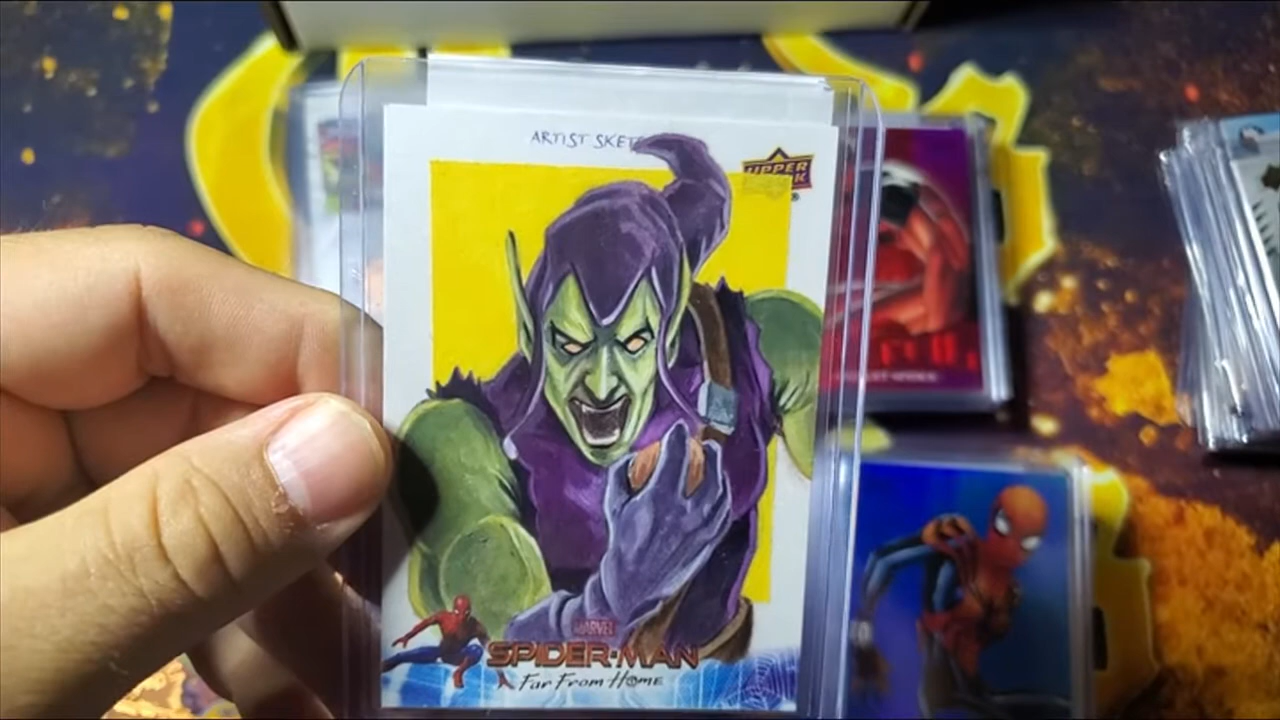 ARTIST SKET
UPPER
MARVEL
SPIDER-MAN
Far From Home